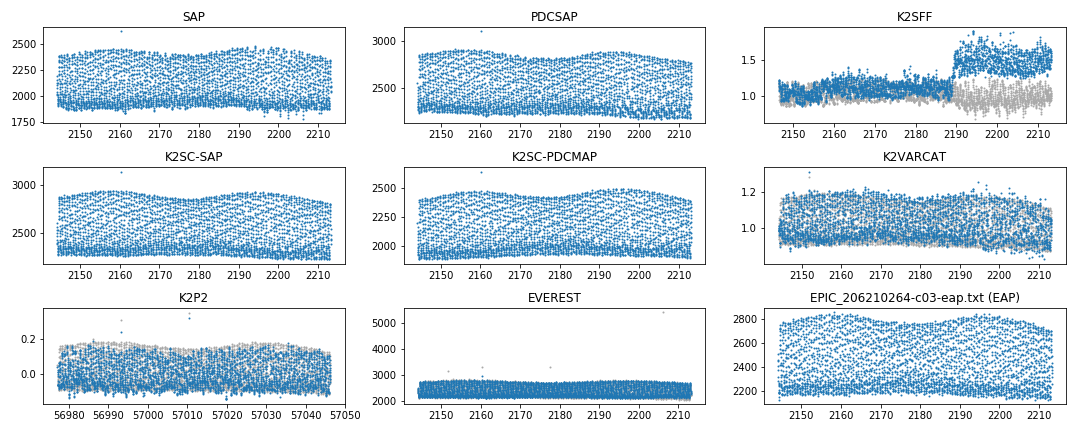 SAP
2500
2250
2000
1750
2150 2160 2170 2180 2190 2200 2210
PDCSAP
3000
2500
2150 2160 2170 2180 2190 2200 2210
K2SFF
1.5
1.0
2150 2160 2170 2180 2190 2200 2210
K2SC-SAP
3000
2500
2150 2160 2170 2180 2190 2200 2210
K2SC-PDCMAP
2500
2250
2000
2150 2160 2170 2180 2190 2200 2210
K2VARCAT
1.2
1.0
2150 2160 2170 2180 2190 2200 2210
K2P2
0.2
0.0
56980 56990 57000 57010 57020 57030 57040 57050
EVEREST
5000
4000
3000
2000
2150 2160 2170 2180 2190 2200 2210
EPIC_206210264-c03-eap.txt (EAP)
2800
2600
2400
2200
2150 2160 2170 2180 2190 2200 2210